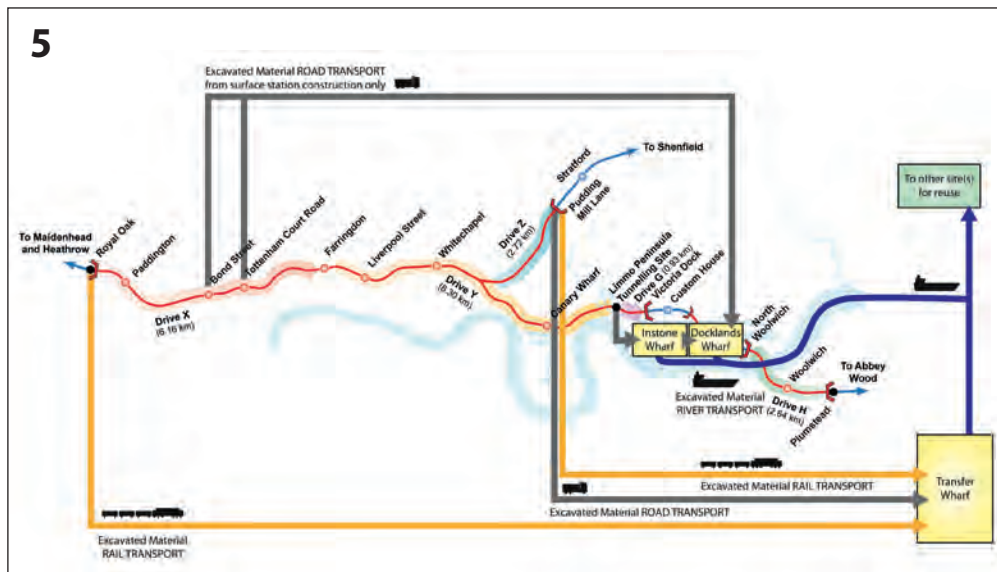 5
Excavated Material ROAD TRANSPORT
from surface station construction only
To Shenfield
Stratford
Pudding
Mill Lane
To other site(s)
for reuse
To Maidenhead
and Heathrow
Royal Oak
Paddington
Bond Street
Tottenham Court Road
Farringdon
Liverpool Street
Whitechapel
Drive Z
(2.72 km)
Drive X
(6.16 km)
Drive Y
(8.30 km)
Canary Wharf
Limmo Peninsula
Tunnelling Site
Drive G (0.93 km)
Victoria Dock
Custom House
Instone
Wharf
Docklands
Wharf
North
Woolwich
Woolwich
To Abbey
Wood
Drive H
(2.64 km)
Plumstead
Excavated Material
RIVER TRANSPORT
Excavated Material RAIL TRANSPORT
Transfer
Wharf
Excavated Material ROAD TRANSPORT
Excavated Material
RAIL TRANSPORT